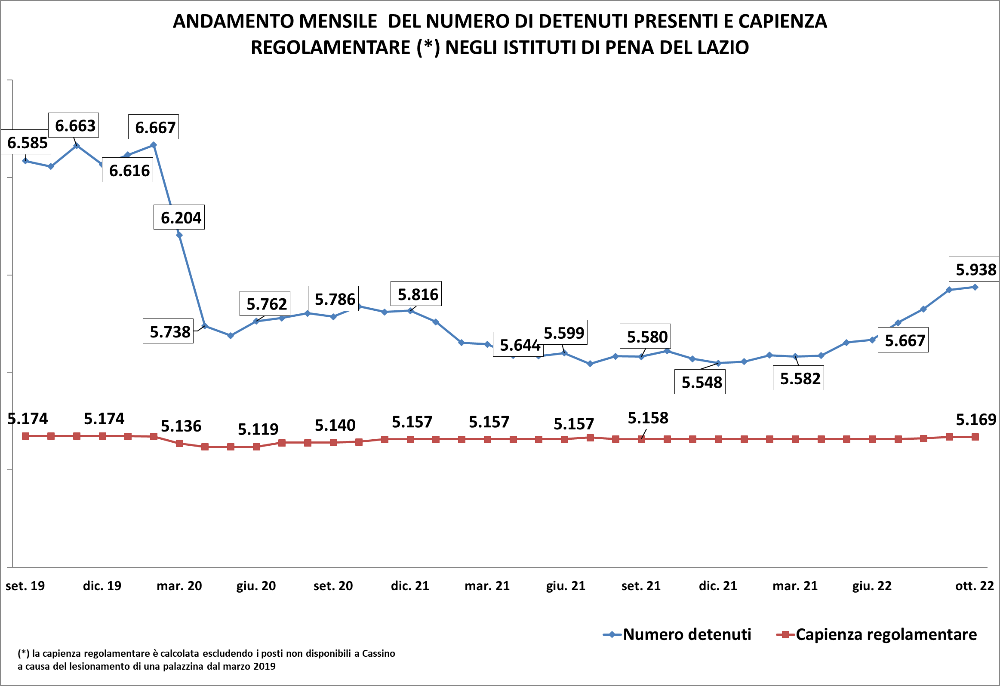 ANDAMENTO MENSILE  DEL NUMERO DI DETENUTI PRESENTI E CAPIENZA
REGOLAMENTARE (*) NEGLI ISTITUTI DI PENA DEL LAZIO
6.585
6.663
6.616
6.667
6.204
5.738
5.762
5.786
5.816
5.644
5.599
5.580
5.548
5.582
5.667
5.938
5.174
5.174
5.136
5.119
5.140
5.157
5.157
5.157
5.158
5.169
set. 19
dic. 19
mar. 20
giu. 20
set. 20
dic. 21
mar. 21
giu. 21
set. 21
dic. 21
mar. 21
giu. 22
ott. 22
Numero detenuti
Capienza regolamentare
(*) la capienza regolamentare è calcolata escludendo i posti non disponibili a Cassino
a causa del lesionamento di una palazzina dal marzo 2019